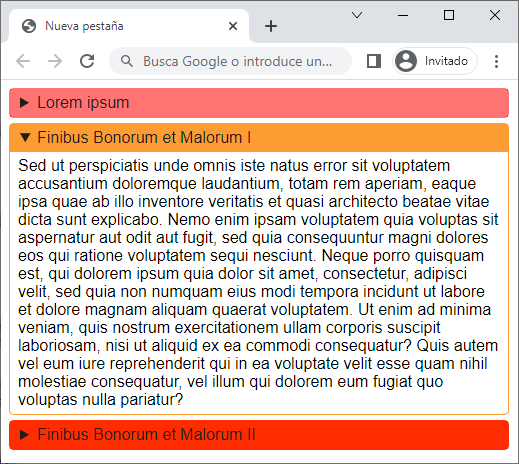 Nueva pestaña
Busca Google o introduce un...
Invitado
Lorem ipsum
Finibus Bonorum et Malorum I
Sed ut perspiciatis unde omnis iste natus error sit voluptatem
accusantium doloremque laudantium, totam rem aperiam, eaque
ipsa quae ab illo inventore veritatis et quasi architecto beatae vitae
dicta sunt explicabo. Nemo enim ipsam voluptatem quia voluptas sit
aspernatur aut odit aut fugit, sed quia consequuntur magni dolores
eos qui ratione voluptatem sequi nesciunt. Neque porro quisquam
est, qui dolorem ipsum quia dolor sit amet, consectetur, adipisci
velit, sed quia non numquam eius modi tempora incidunt ut labore
et dolore magnam aliquam quaerat voluptatem. Ut enim ad minima
veniam, quis nostrum exercitationem ullam corporis suscipit
laboriosam, nisi ut aliquid ex ea commodi consequatur? Quis autem
vel eum iure reprehenderit qui in ea voluptate velit esse quam nihil
molestiae consequatur, vel illum qui dolorem eum fugiat quo
voluptas nulla pariatur?
Finibus Bonorum et Malorum II